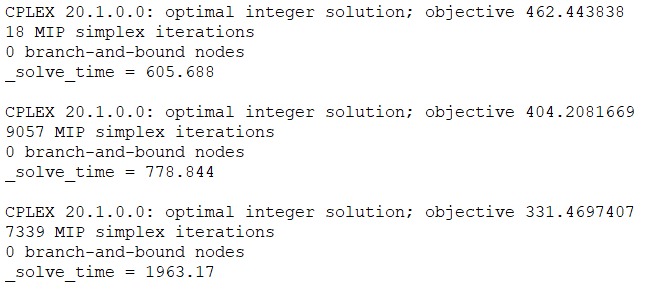 CPLEX 20.1.0.0: optimal integer solution; objective 462.443838
18 MIP simplex iterations
0 branch-and-bound nodes
_solve_time = 605.688
CPLEX 20.1.0.0: optimal integer solution; objective 404.2081669
9057 MIP simplex iterations
0 branch-and-bound nodes
_solve_time = 778.844
CPLEX 20.1.0.0: optimal integer solution; objective 331.4697407
7339 MIP simplex iterations
0 branch-and-bound nodes
_solve_time = 1963.17